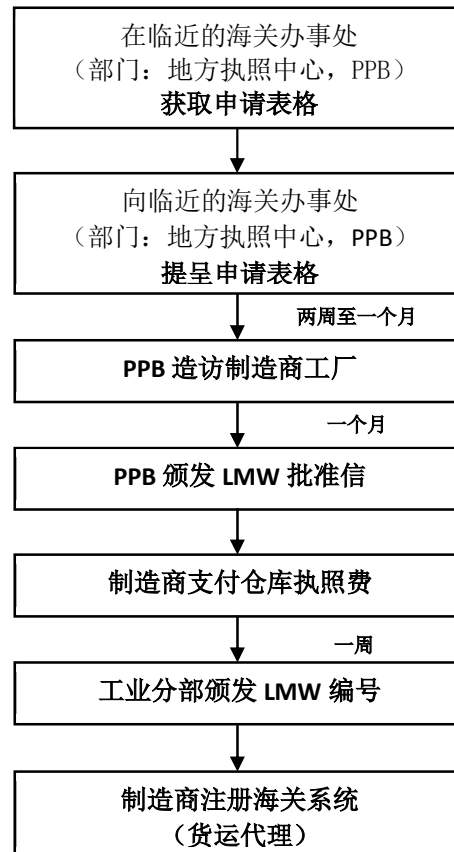 在临近的海关办事处
（部门：地方执照中心，PPB）
获取申请表格
向临近的海关办事处
（部门：地方执照中心，PPB）
提呈申请表格
两周至一个月
PPB 造访制造商工厂
一个月
PPB 颁发 LMW 批准信
制造商支付仓库执照费
一周
工业分部颁发 LMW 编号
制造商注册海关系统
（货运代理）